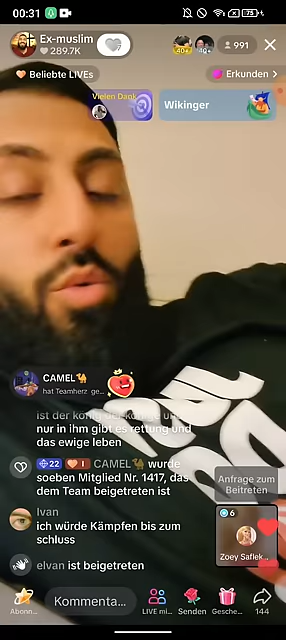 00:31
75
Ex-muslim
289.7K
40+
40+
991
Beliebte LIVEs
Erkunden
Vielen Dank
Wikinger
CAMEL🐪
hat Teamherz ge...
ist der könig der könige und
nur in ihm gibt es rettung und
das ewige leben
22 1 CAMEL🐪 wurde
soeben Mitglied Nr. 1417, das
dem Team beigetreten ist
Anfrage zum
Beitreten
Ivan
ich würde Kämpfen bis zum
schluss
6
Zoey Saflek...
elvan ist beigetreten
Kommenta...
Abonn...
LIVE mi...
Senden
Gesche...
144